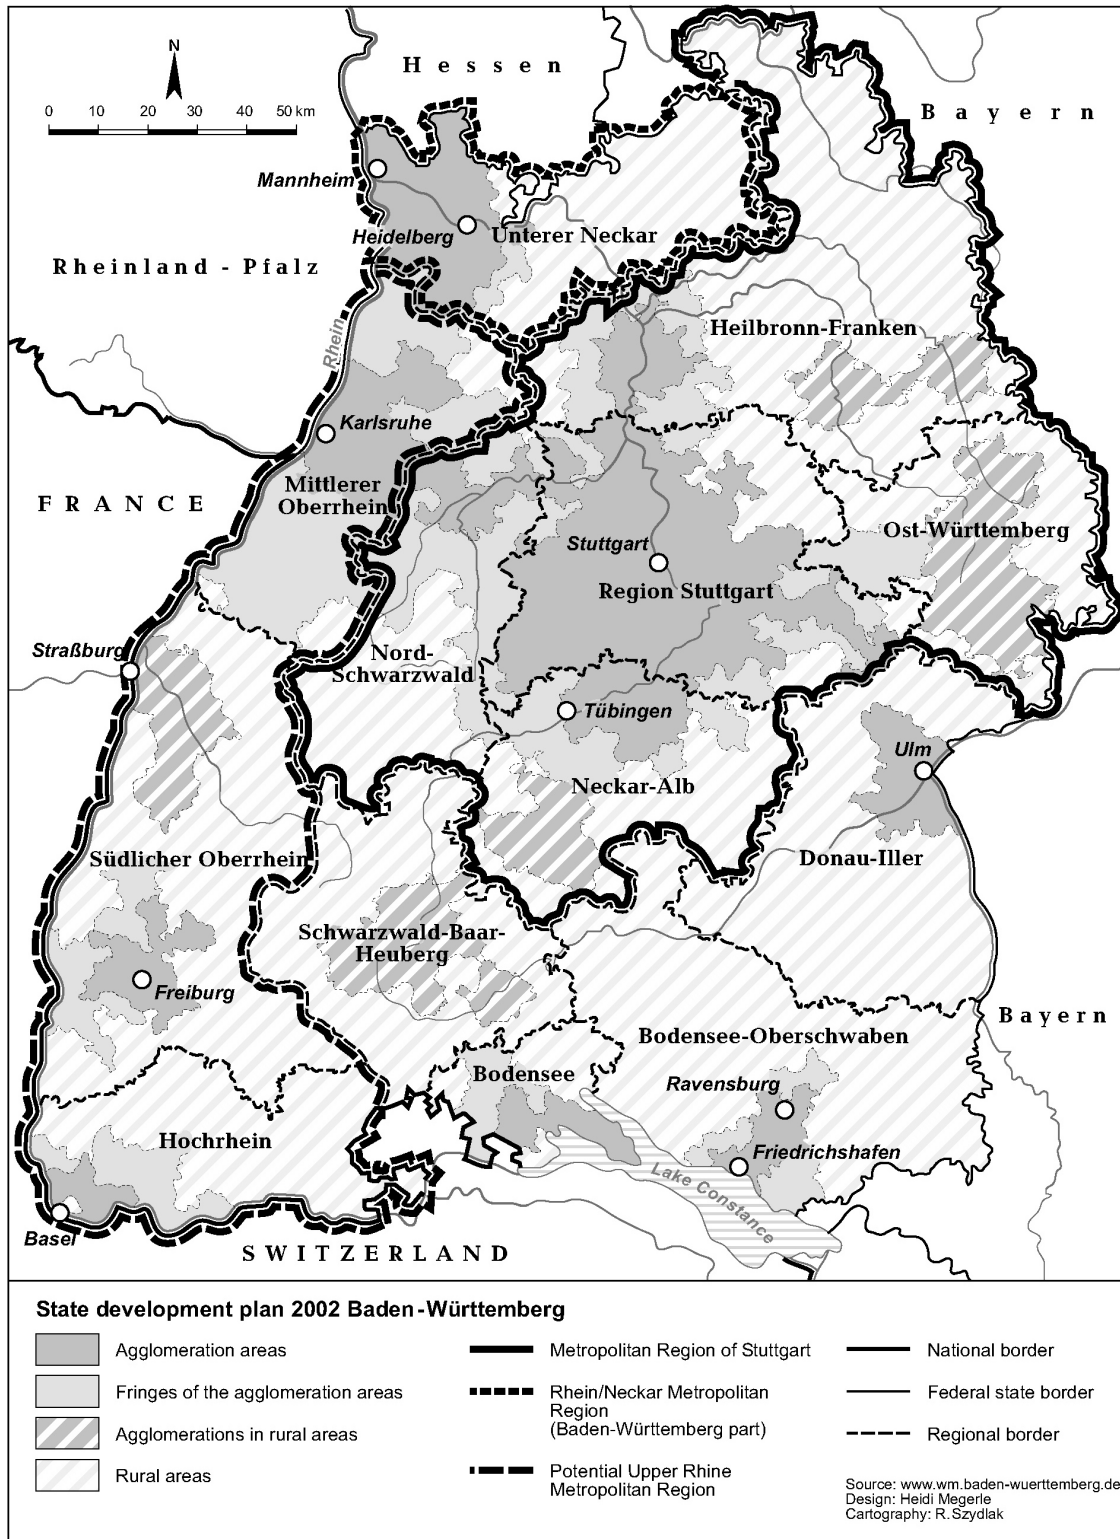 Hessen
Bayern
N
0 10 20 30 40 50 km
Mannheim
Heidelberg
Unterer Neckar
Rheinland - Pfalz
Rhein
Heilbronn-Franken
Karlsruhe
FRANCE
Mittlerer
Oberrhein
Ost-Württemberg
Stuttgart
Region Stuttgart
Straßburg
Nord-
Schwarzwald
Tübingen
Ulm
Neckar-Alb
Südlicher Oberrhein
Donau-Iller
Schwarzwald-Baar-
Heuberg
Freiburg
Bayern
Bodensee-Oberschwaben
Bodensee
Ravensburg
Hochrhein
Friedrichshafen
Lake Constance
Basel
SWITZERLAND
State development plan 2002 Baden-Württemberg
Agglomeration areas
Fringes of the agglomeration areas
Agglomerations in rural areas
Rural areas
Metropolitan Region of Stuttgart
Rhein/Neckar Metropolitan
Region
(Baden-Württemberg part)
Potential Upper Rhine
Metropolitan Region
National border
Federal state border
Regional border
Source: www.wm.baden-wuerttemberg.de
Design: Heidi Megerle
Cartography: R. Szydlak